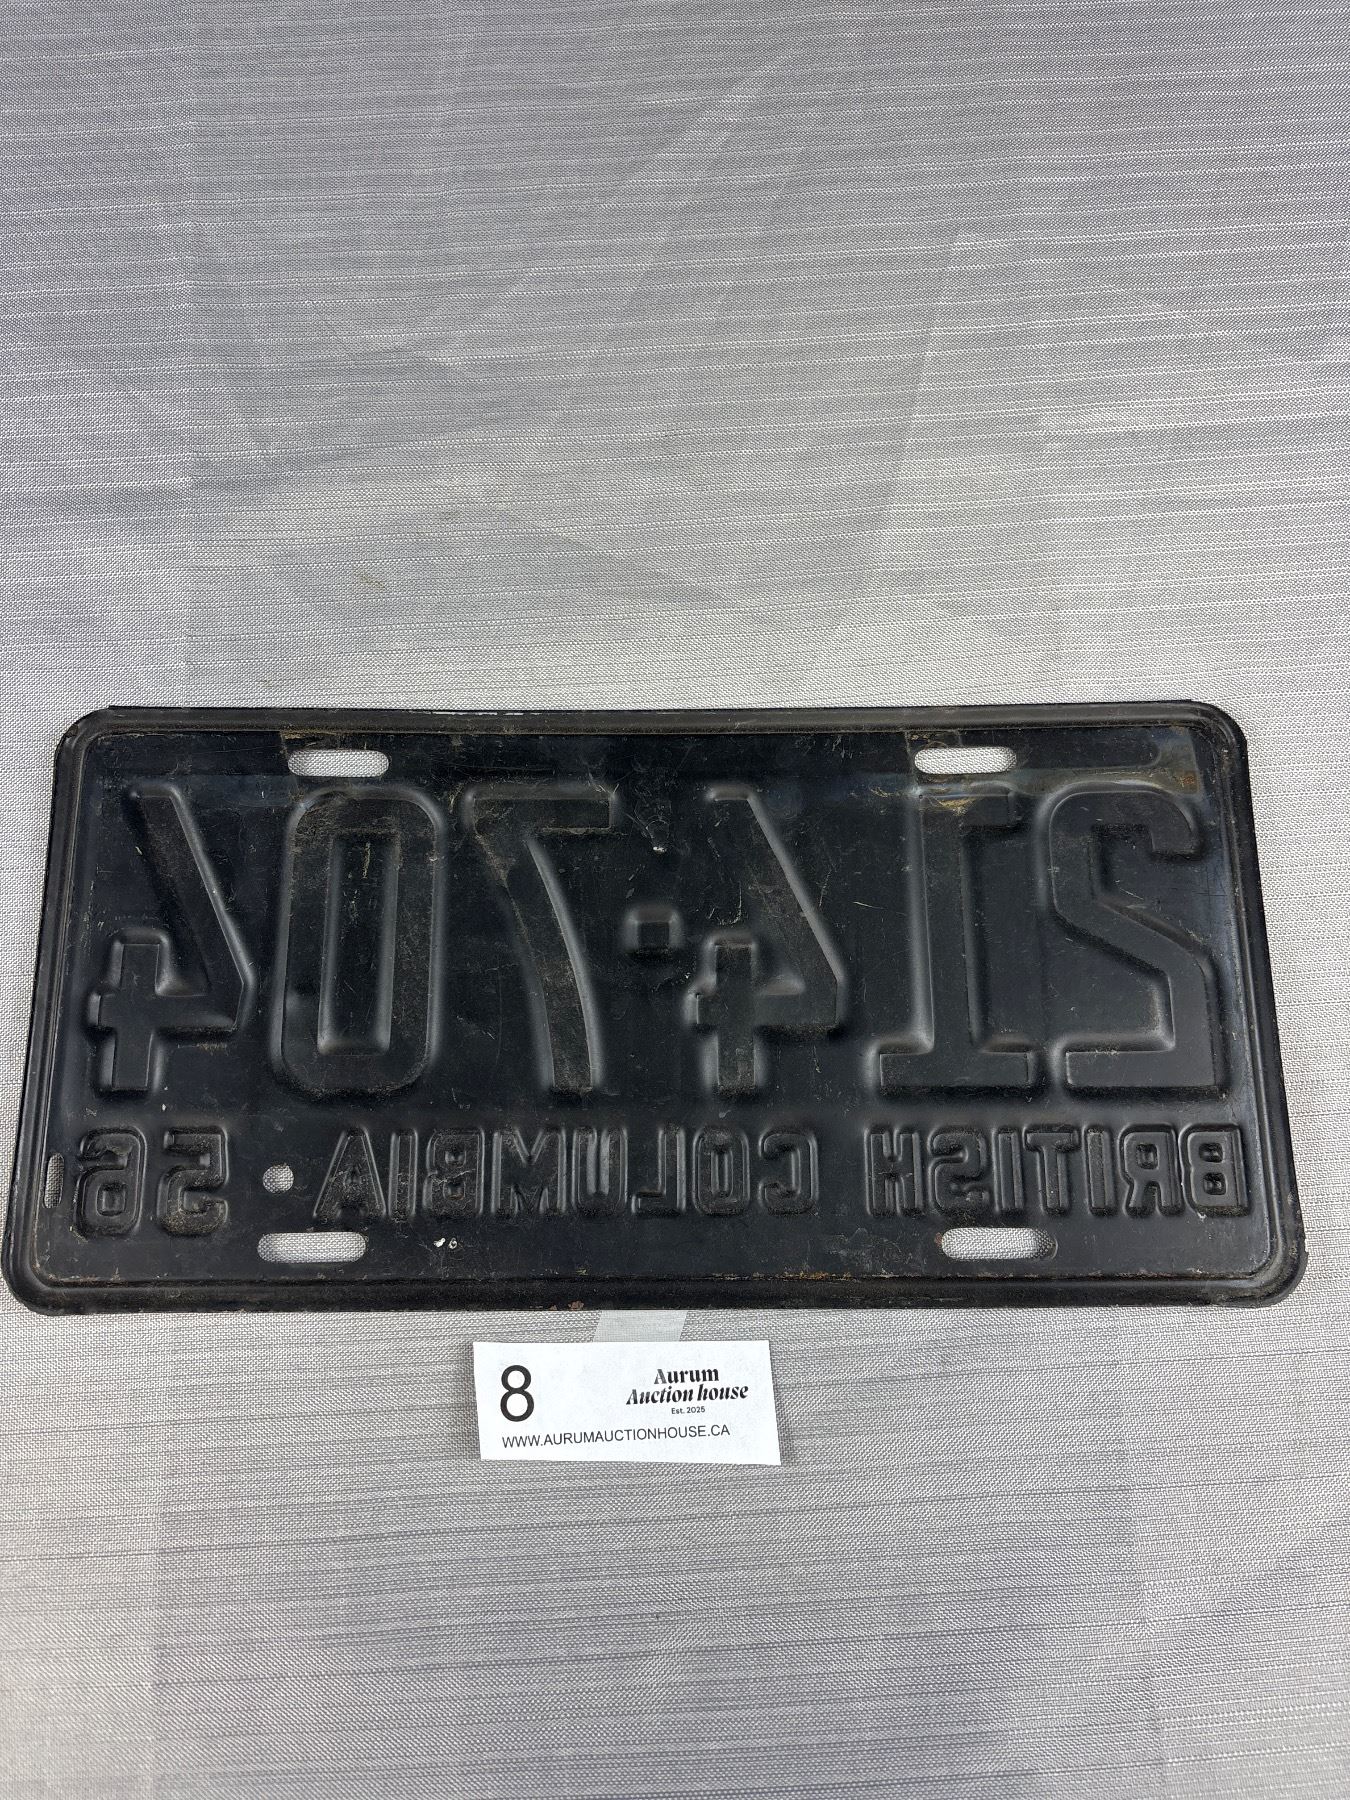 214·704
BRITISH COLUMBIA 56
8
Aurum
Auction house
Est. 2025
WWW.AURUMAUCTIONHOUSE.CA